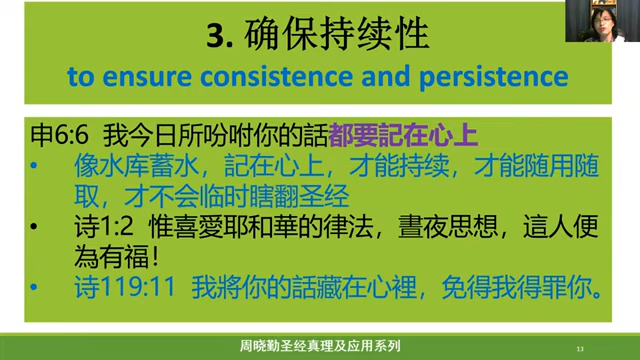 3. 确保持续性
to ensure consistence and persistence
申6:6 我今日所吩咐你的話都要記在心上
• 像水库蓄水，記在心上，才能持续，才能随用随
取，才不会临时瞎翻圣经
• 诗1:2 惟喜愛耶和華的律法，晝夜思想，這人便
為有福！
• 诗119:11 我將你的話藏在心裡，免得我得罪你。
周晓勤圣经真理及应用系列
13